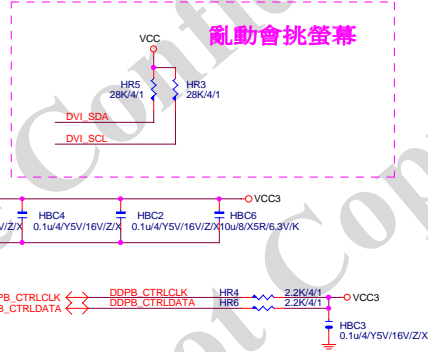 亂動會挑螢幕
VCC
HR5
28K/4/1
HR3
28K/4/1
DVI_SDA
DVI_SCL
VCC3
HBC4
0.1u/4/Y5V/16V/Z/X
HBC2
0.1u/4/Y5V/16V/Z/X
HBC6
10u/8/X5R/6.3V/K
V/Z/X
PB_CTRLCLK
DDPB_CTRLCLK
HR4
2.2K/4/1
VCC3
B_CTRLDATA
DDPB_CTRLDATA
HR6
2.2K/4/1
HBC3
0.1u/4/Y5V/16V/Z/X